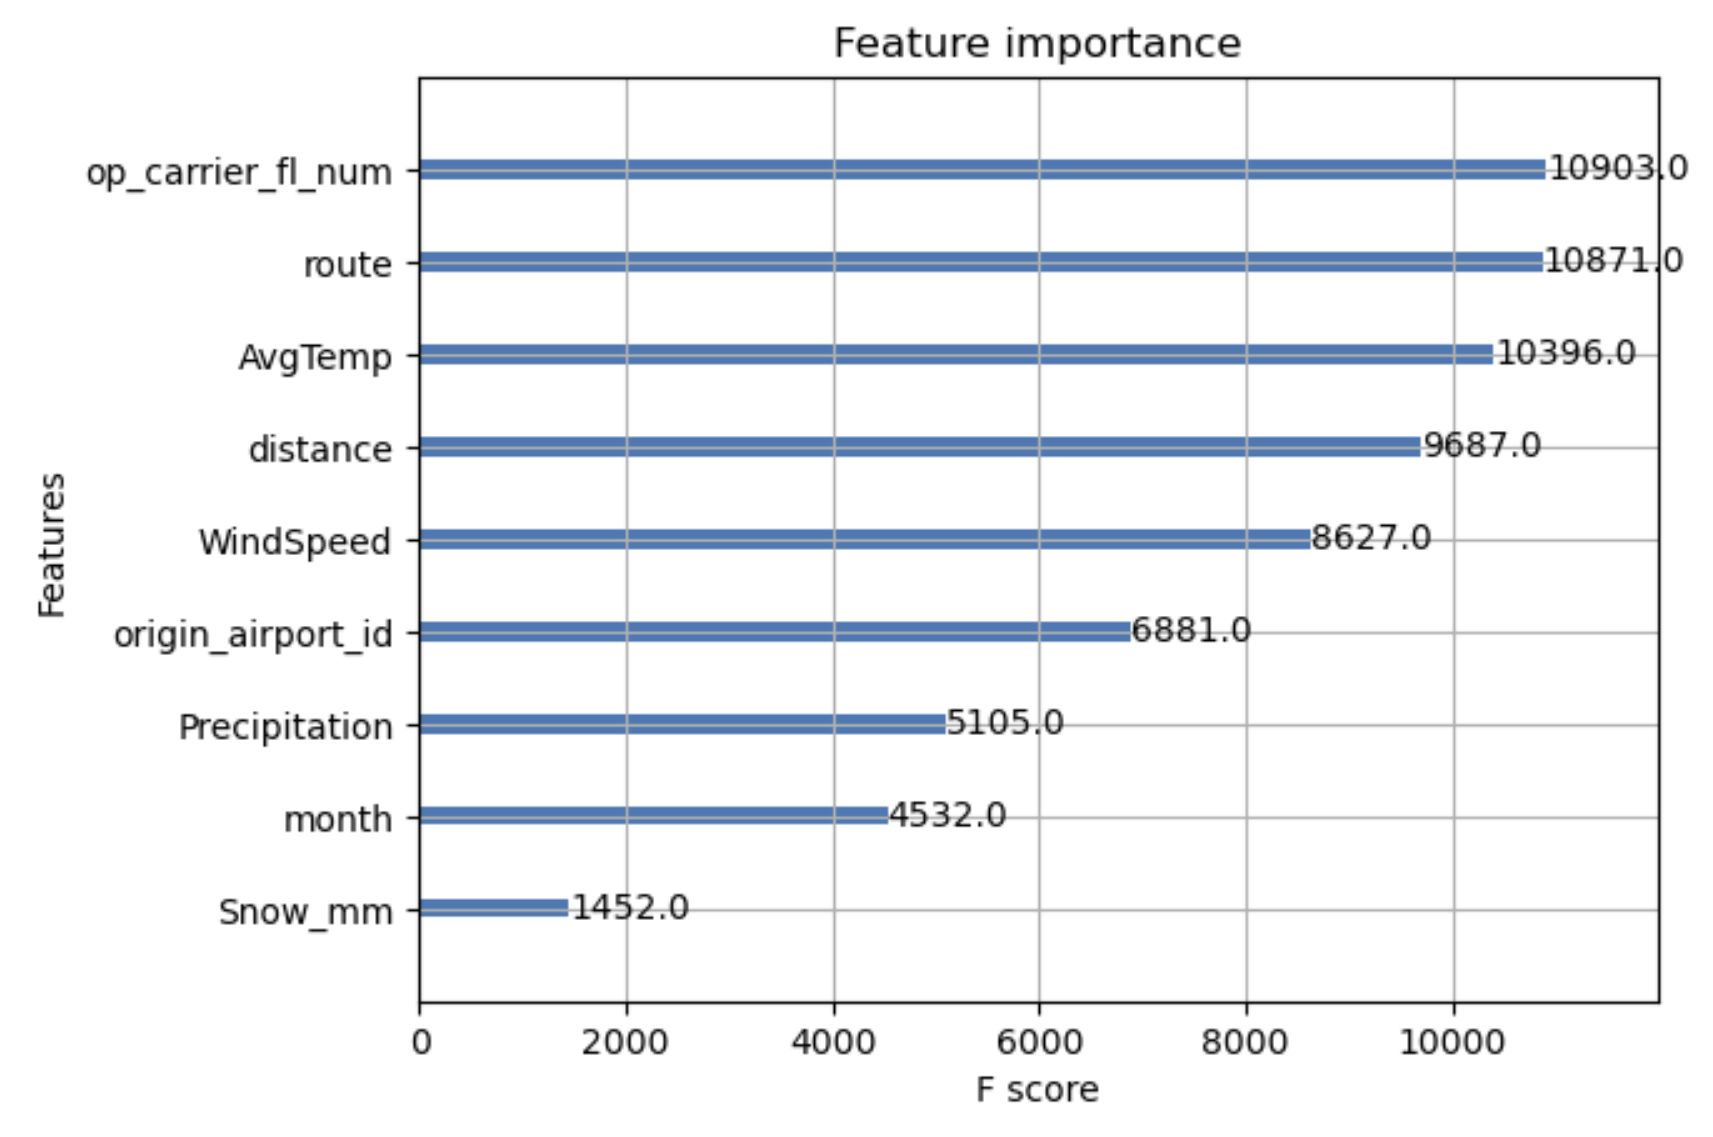 Feature importance
op_carrier_fl_num 10903.0
route 10871.0
AvgTemp 10396.0
distance 9687.0
WindSpeed 8627.0
origin_airport_id 6881.0
Precipitation 5105.0
month 4532.0
Snow_mm 1452.0
Features
0 2000 4000 6000 8000 10000
F score